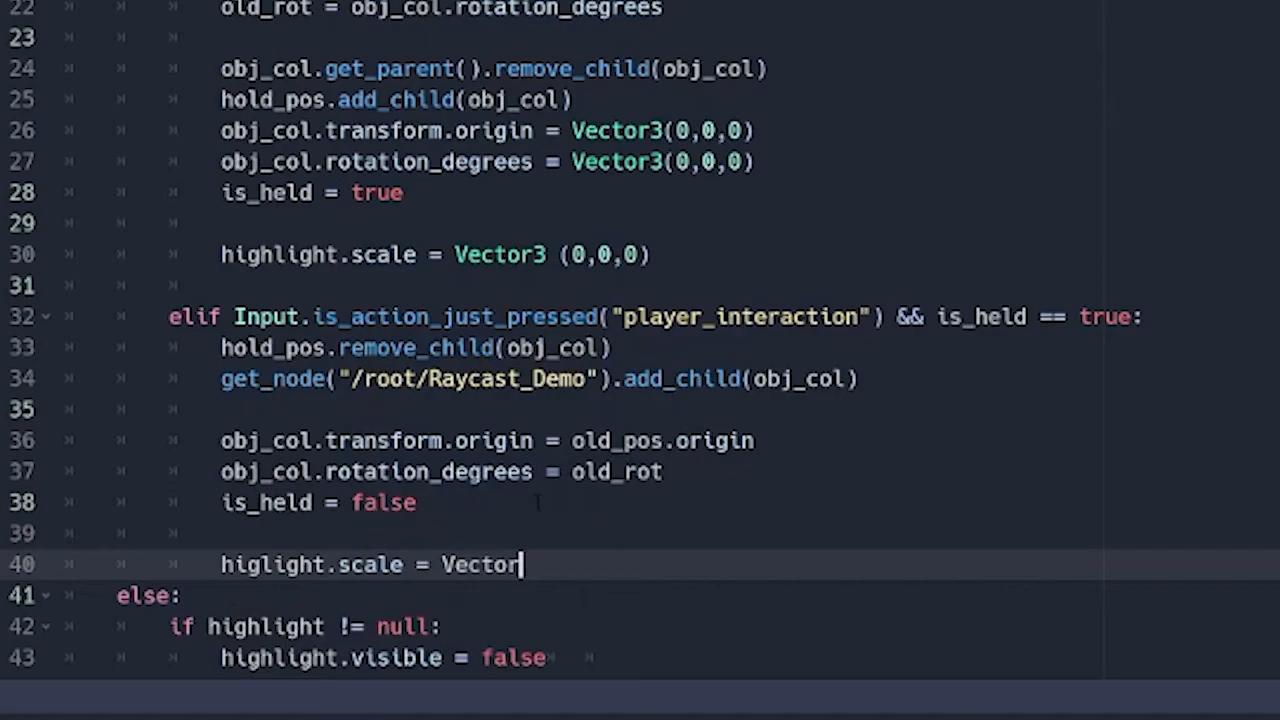 22 old_rot = obj_col.rotation_degrees
23
24 obj_col.get_parent().remove_child(obj_col)
25 hold_pos.add_child(obj_col)
26 obj_col.transform.origin = Vector3(0,0,0)
27 obj_col.rotation_degrees = Vector3(0,0,0)
28 is_held = true
29
30 highlight.scale = Vector3 (0,0,0)
31
32 elif Input.is_action_just_pressed("player_interaction") && is_held == true:
33 hold_pos.remove_child(obj_col)
34 get_node("/root/Raycast_Demo").add_child(obj_col)
35
36 obj_col.transform.origin = old_pos.origin
37 obj_col.rotation_degrees = old_rot
38 is_held = false
39
40 higlight.scale = Vector
41 else:
42 if highlight != null:
43 highlight.visible = false